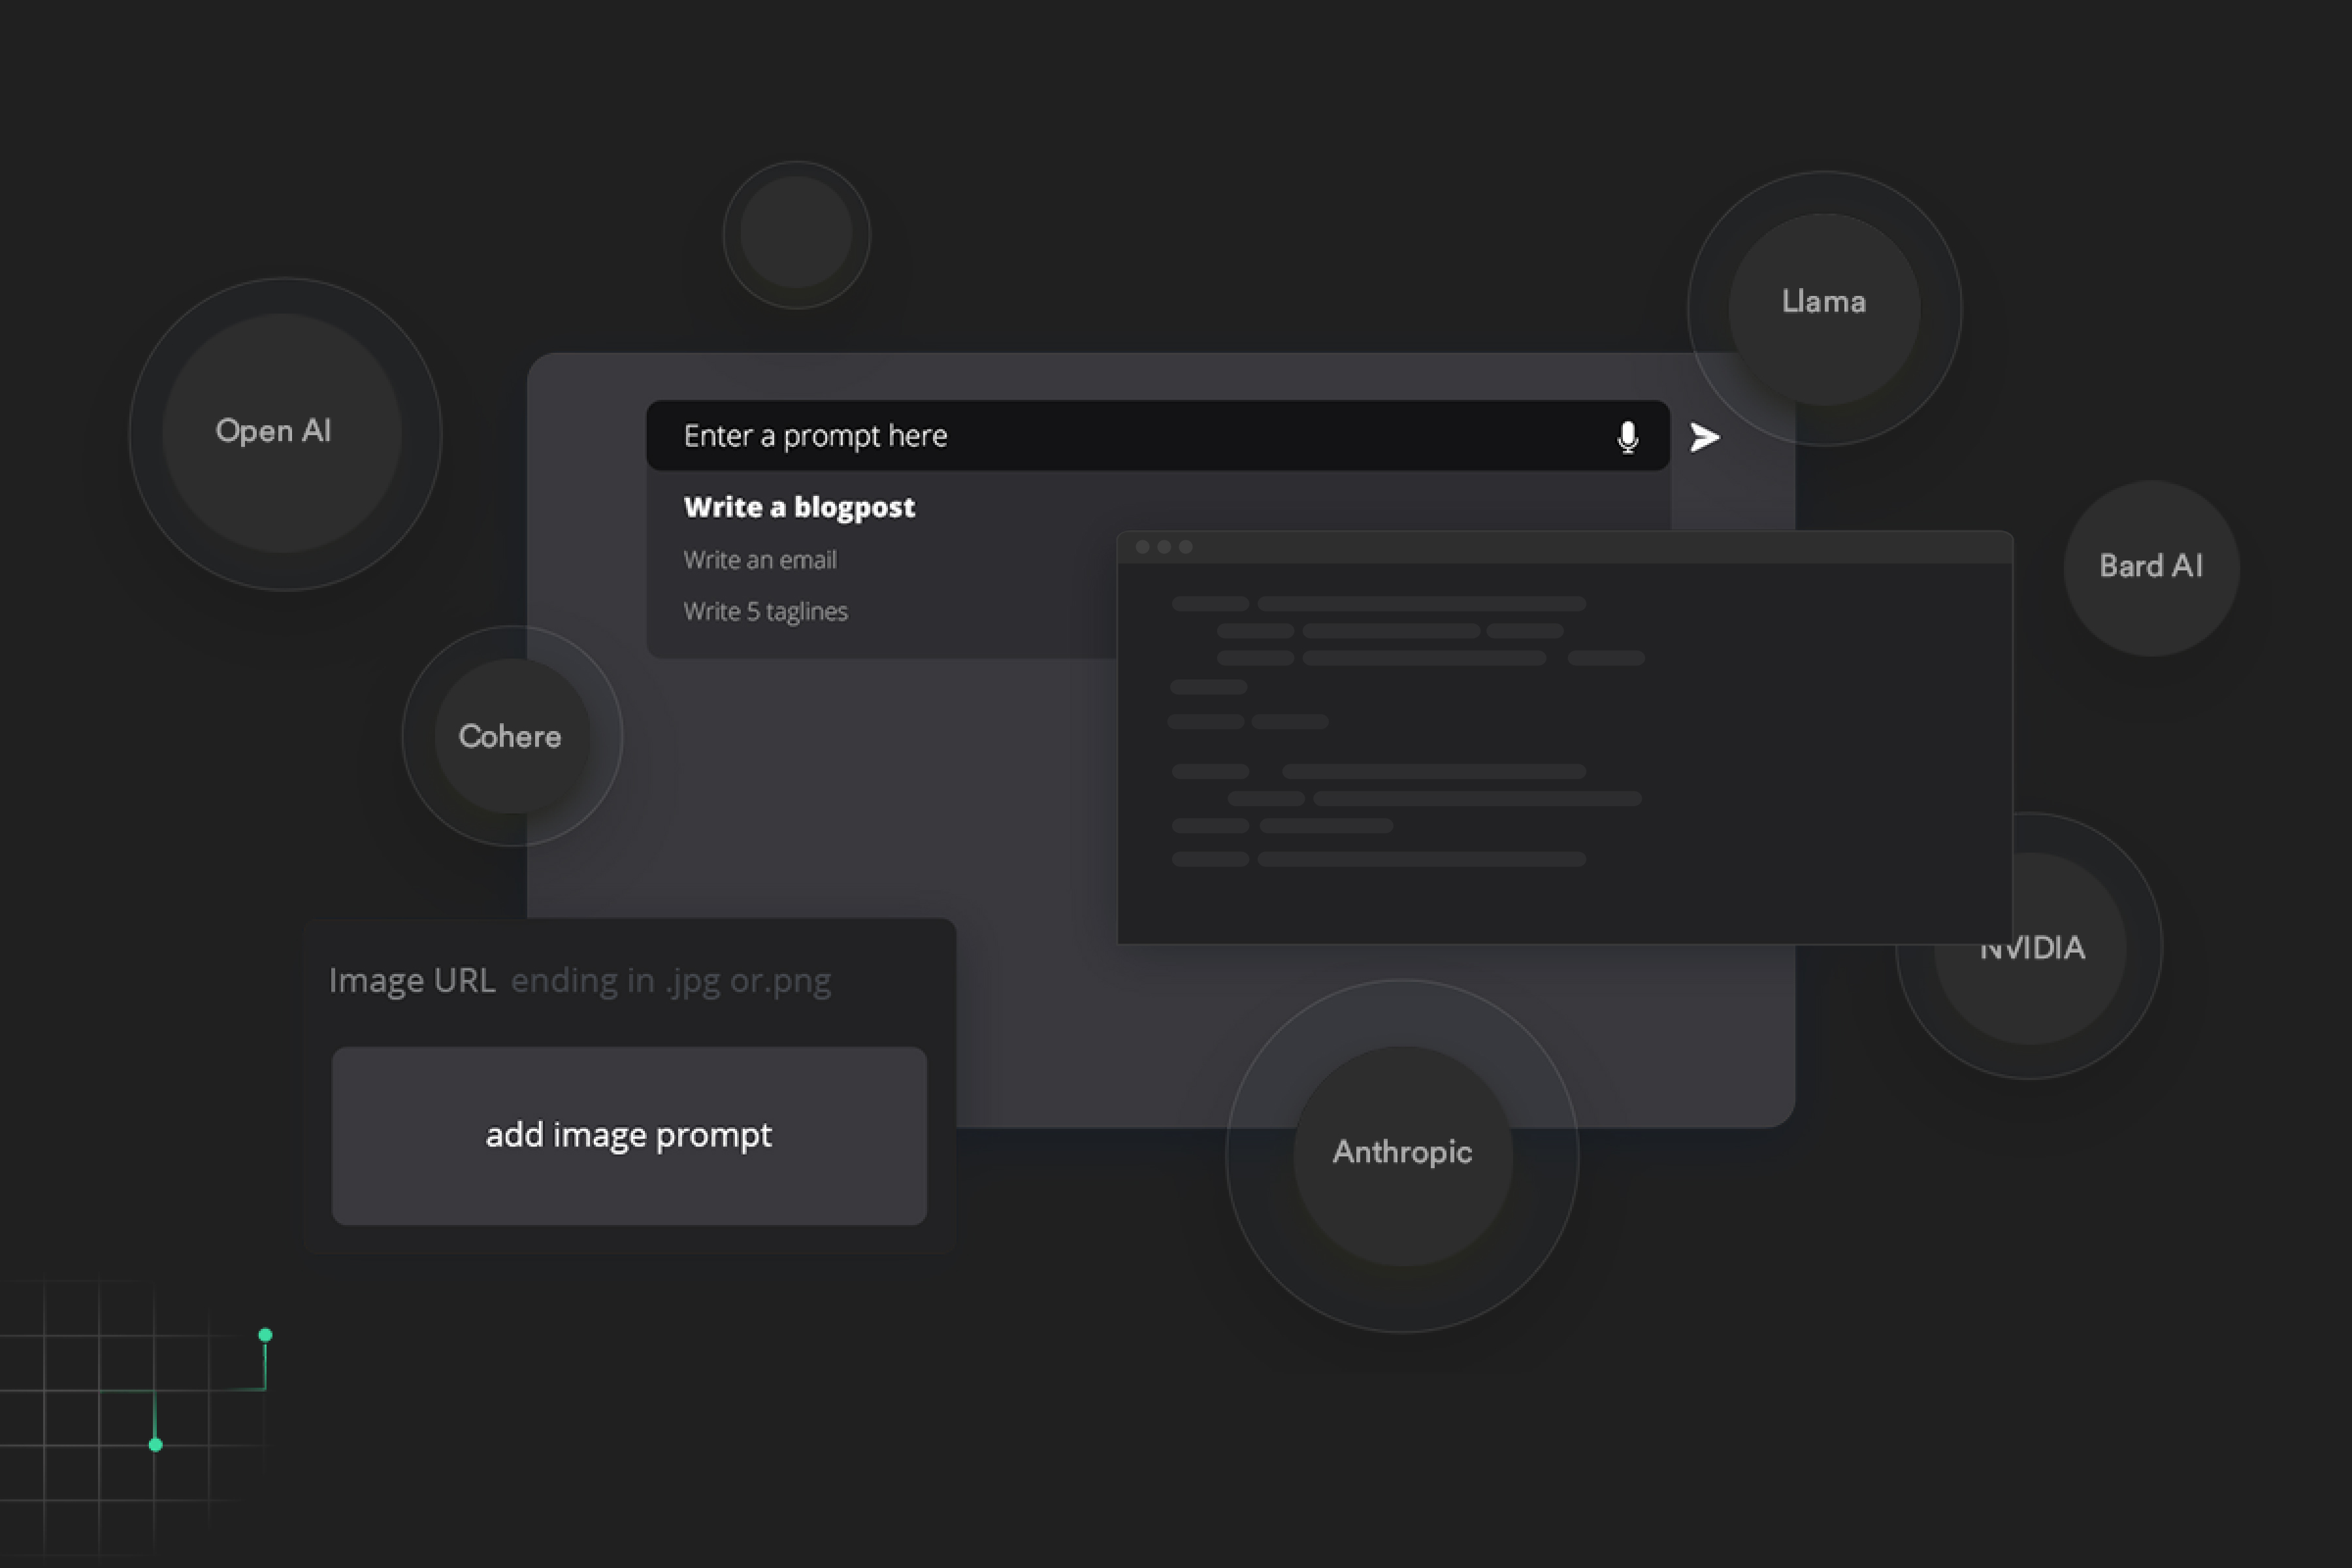 Llama
Open AI
Enter a prompt here
Write a blogpost
Write an email
Write 5 taglines
Bard AI
Cohere
NVIDIA
Image URL ending in .jpg or.png
add image prompt
Anthropic